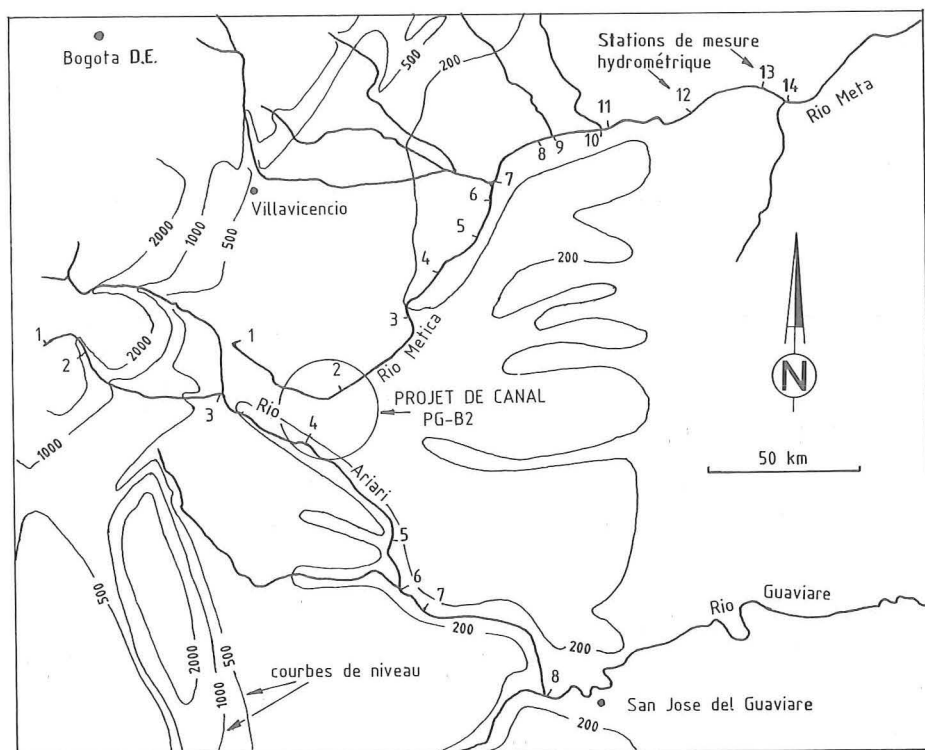 Bogota D.E.
500
200
Stations de mesure
hydrométrique
13
14
12
11
10
9
8
Rio Meta
7
6
Villavicencio
2000
1000
500
5
4
200
3
Rio Metica
1
2
1
2
2000
1000
3
Rio
4
Ariari
PROJET DE CANAL
PG-B2
N
50 km
5
6
7
200
200
Rio Guaviare
500
2000
1000
500
courbes de niveau
8
San Jose del Guaviare
200